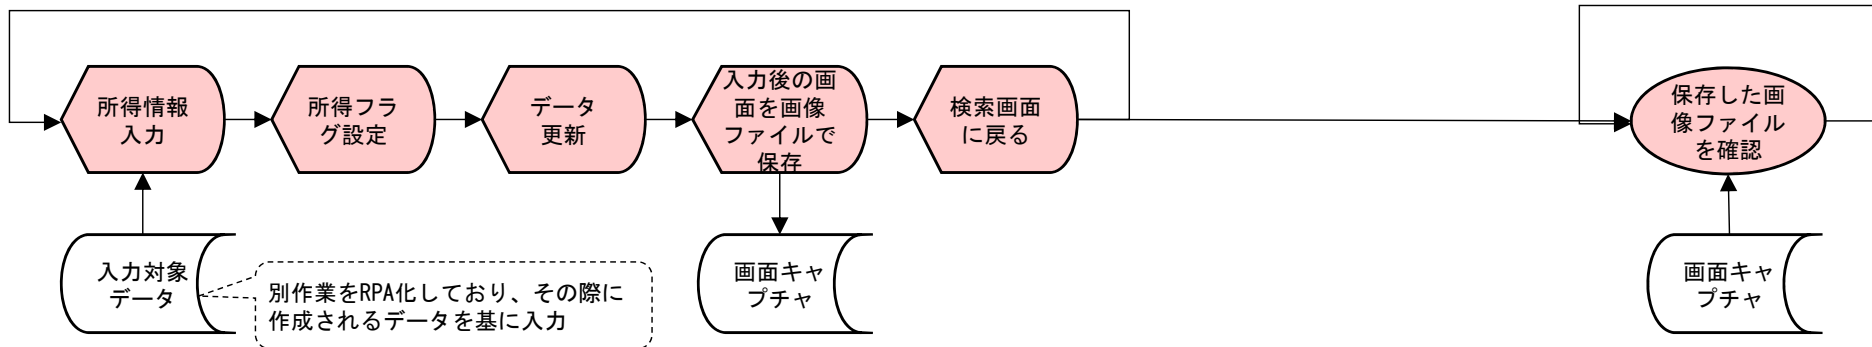 所得情報
入力
所得フラ
グ設定
データ
更新
入力後の画
面を画像
ファイルで
保存
検索画面
に戻る
保存した画
像ファイル
を確認
入力対象
データ
別作業をRPA化しており、その際に
作成されるデータを基に入力
画面キャ
プチャ
画面キャ
プチャ